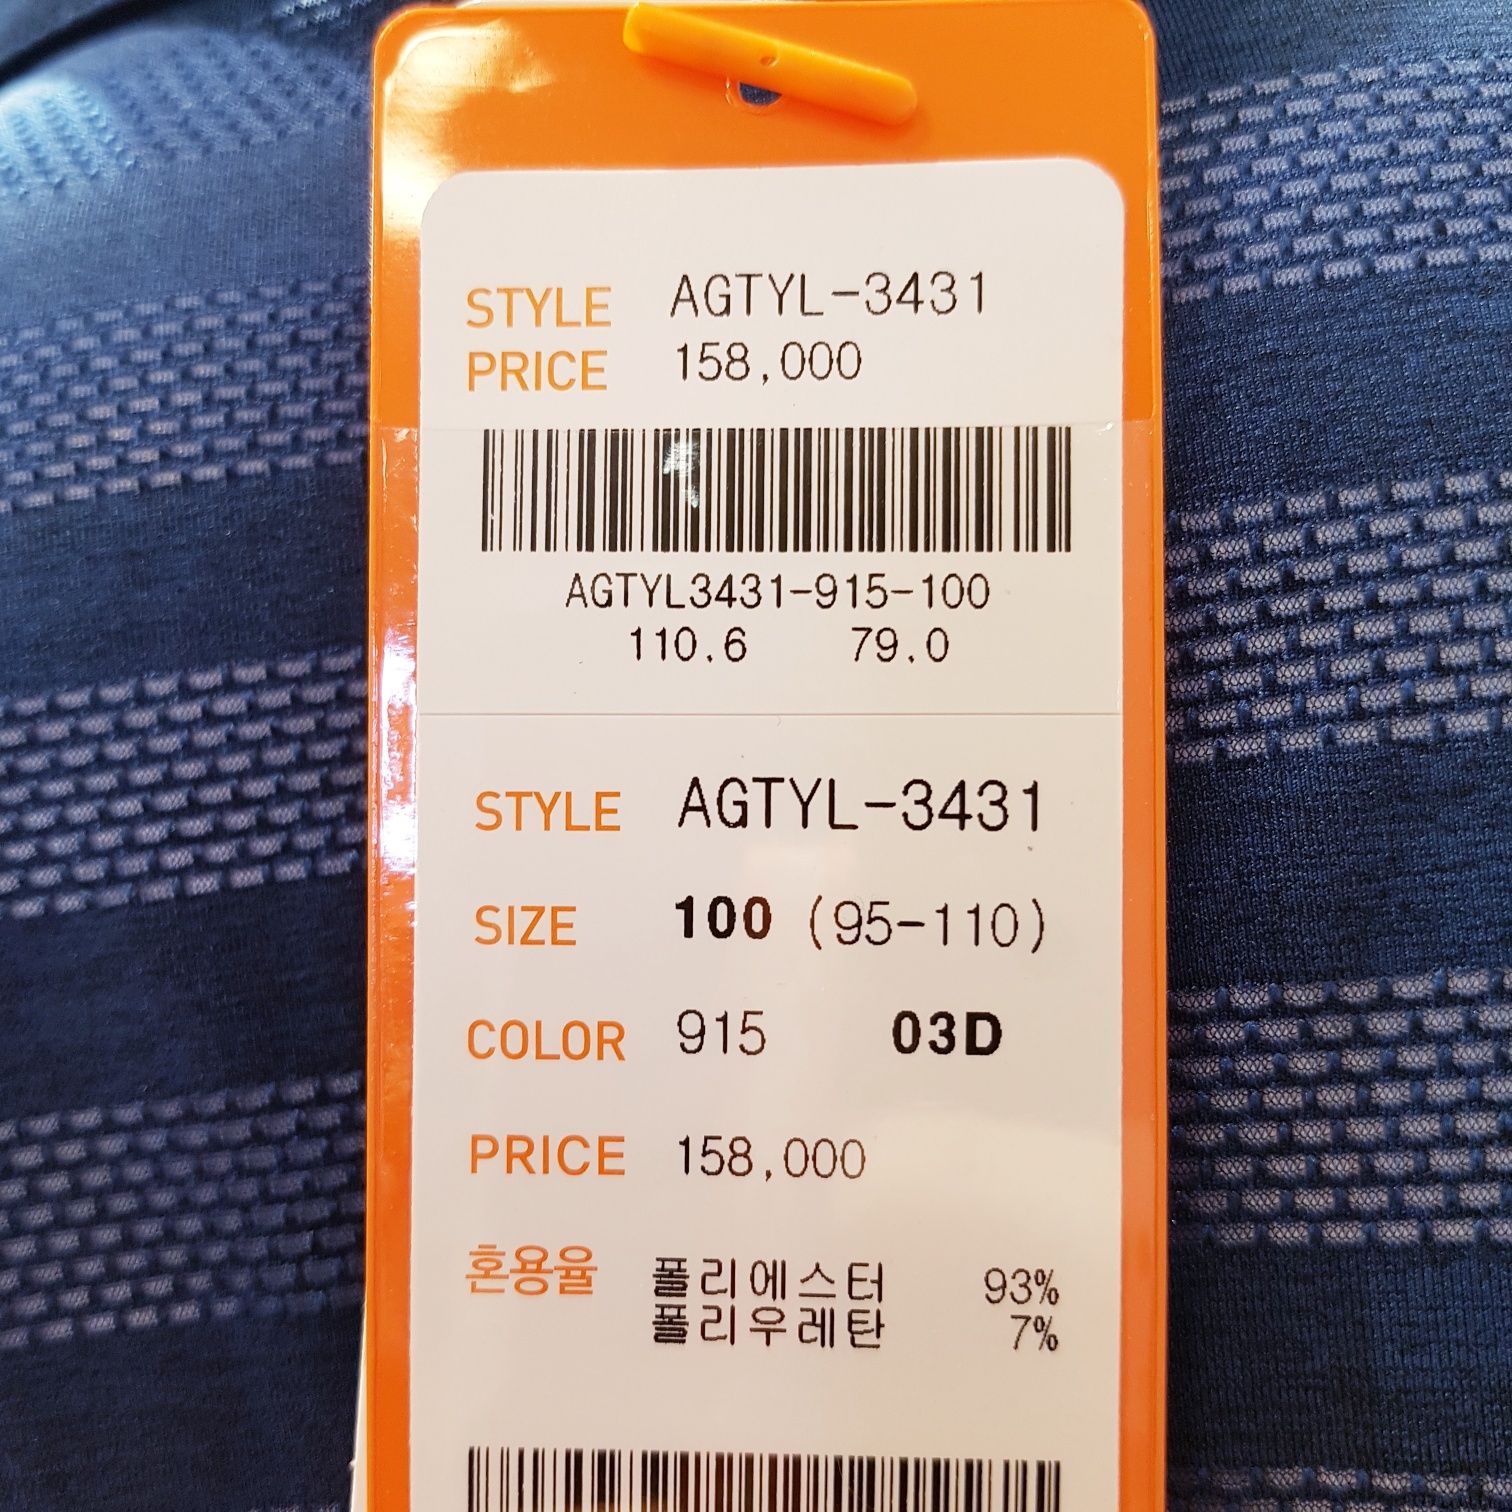 STYLE AGTYL-3431
PRICE 158,000
AGTYL3431-915-100
110.6 79.0
STYLE AGTYL-3431
SIZE 100 (95-110)
COLOR 915 03D
PRICE 158,000
혼용율 폴리에스터 93%
폴리우레탄 7%